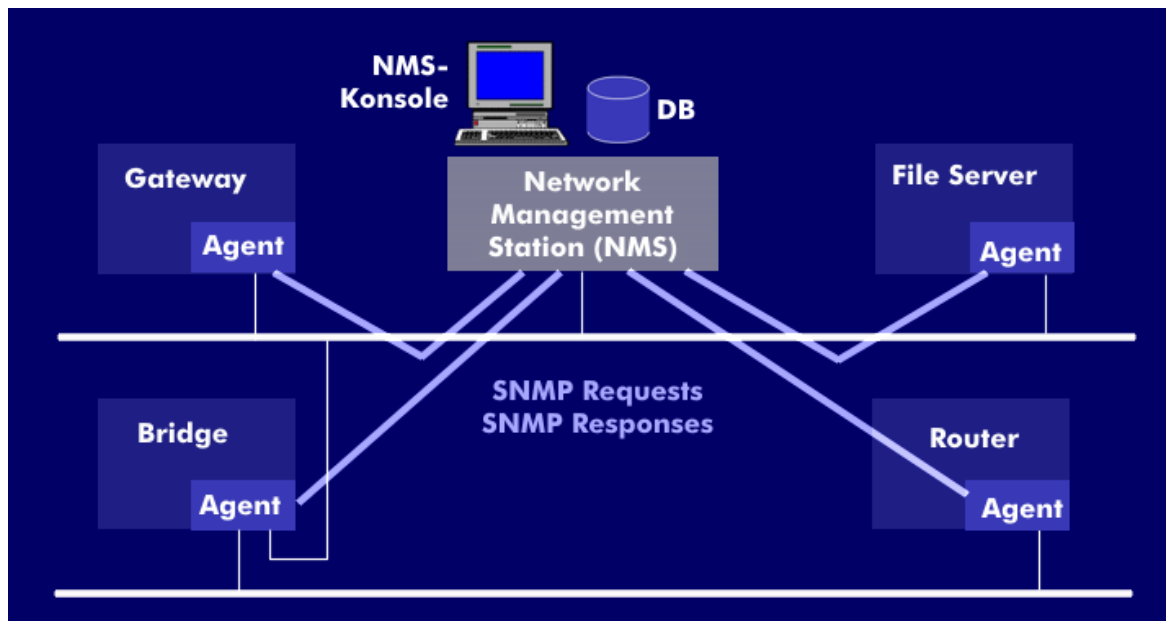 NMS-
Konsole
DB
Gateway
Agent
Network
Management
Station (NMS)
File Server
Agent
SNMP Requests
SNMP Responses
Bridge
Agent
Router
Agent